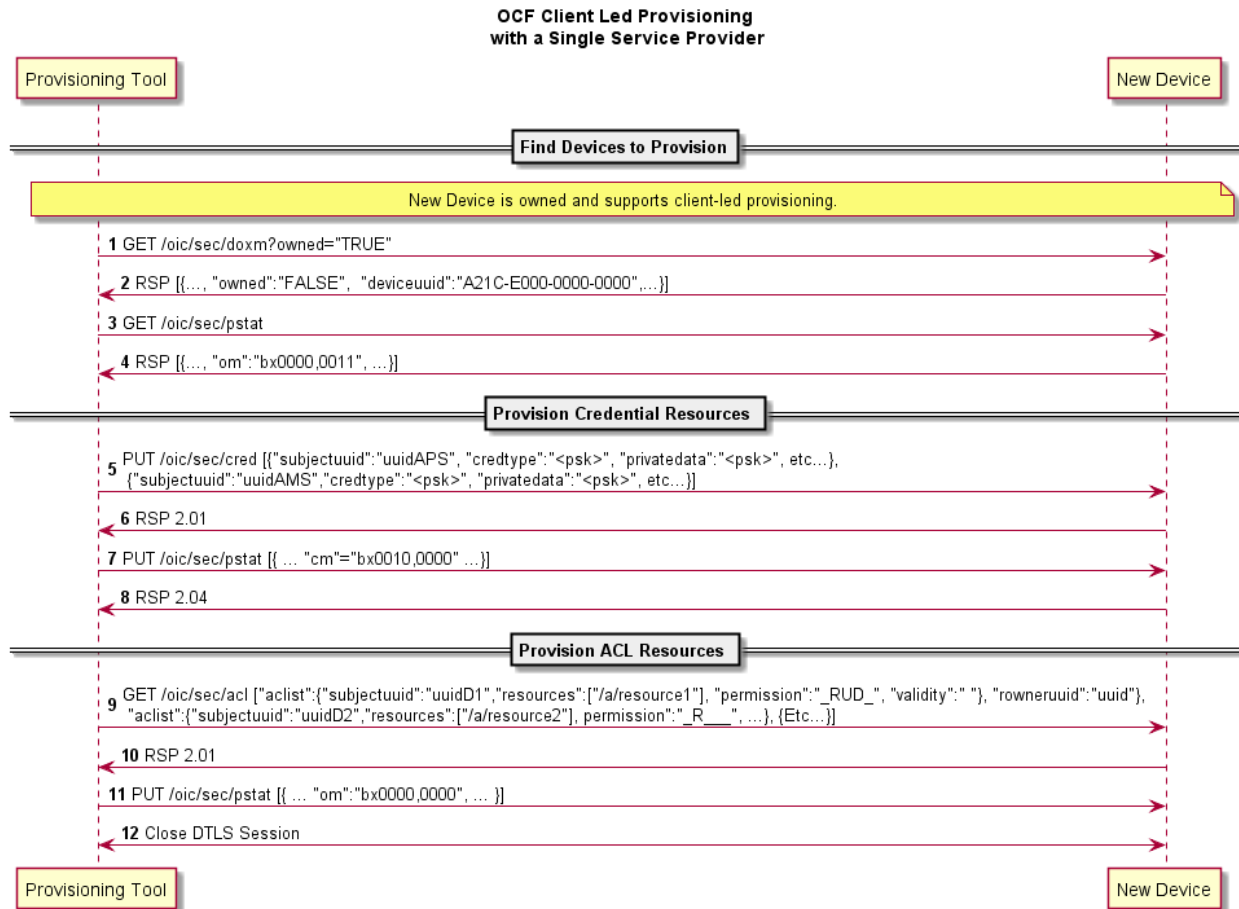 OCF Client Led Provisioning
with a Single Service Provider
Provisioning Tool
New Device
Find Devices to Provision
New Device is owned and supports client-led provisioning.
1 GET /oic/sec/doxm?owned="TRUE"
2 RSP [{…, "owned":"FALSE",  "deviceuuid":"A21C-E000-0000-0000",…}]
3 GET /oic/sec/pstat
4 RSP [{…, "om":"bx0000,0011", …}]
Provision Credential Resources
5 PUT /oic/sec/cred [{"subjectuuid":"uuidAPS", "credtype":"<psk>", "privatedata":"<psk>", etc…},
{"subjectuuid":"uuidAMS","credtype":"<psk>", "privatedata":"<psk>", etc…}]
6 RSP 2.01
7 PUT /oic/sec/pstat [{ … "cm"="bx0010,0000" …}]
8 RSP 2.04
Provision ACL Resources
9 GET /oic/sec/acl ["aclist":{"subjectuuid":"uuidD1","resources":["/a/resource1"], "permission":"_RUD_", "validity":" "}, "rowneruuid":"uuid"},
"aclist":{"subjectuuid":"uuidD2","resources":["/a/resource2"], permission":"_R___", …}, {Etc…}]
10 RSP 2.01
11 PUT /oic/sec/pstat [{ … "om":"bx0000,0000", … }]
12 Close DTLS Session
Provisioning Tool
New Device